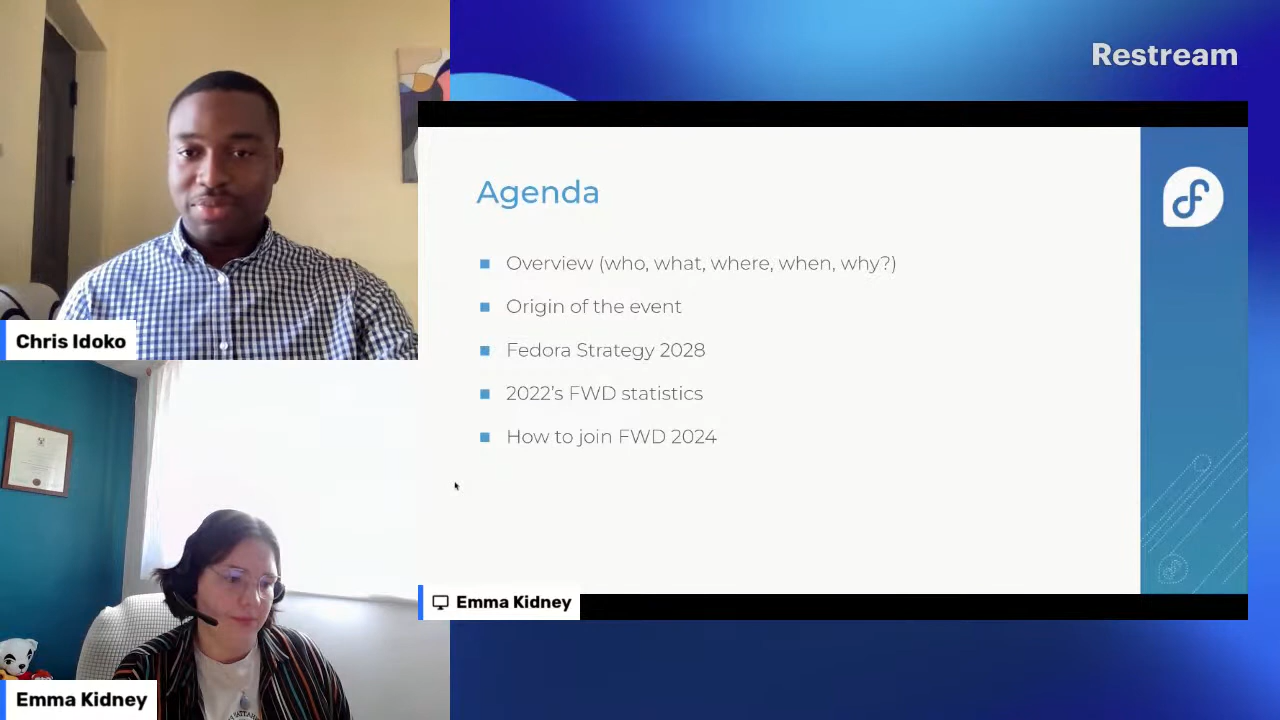 Restream
Agenda
Overview (who, what, where, when, why?)
Origin of the event
Fedora Strategy 2028
2022’s FWD statistics
How to join FWD 2024
Chris Idoko
Emma Kidney
Emma Kidney